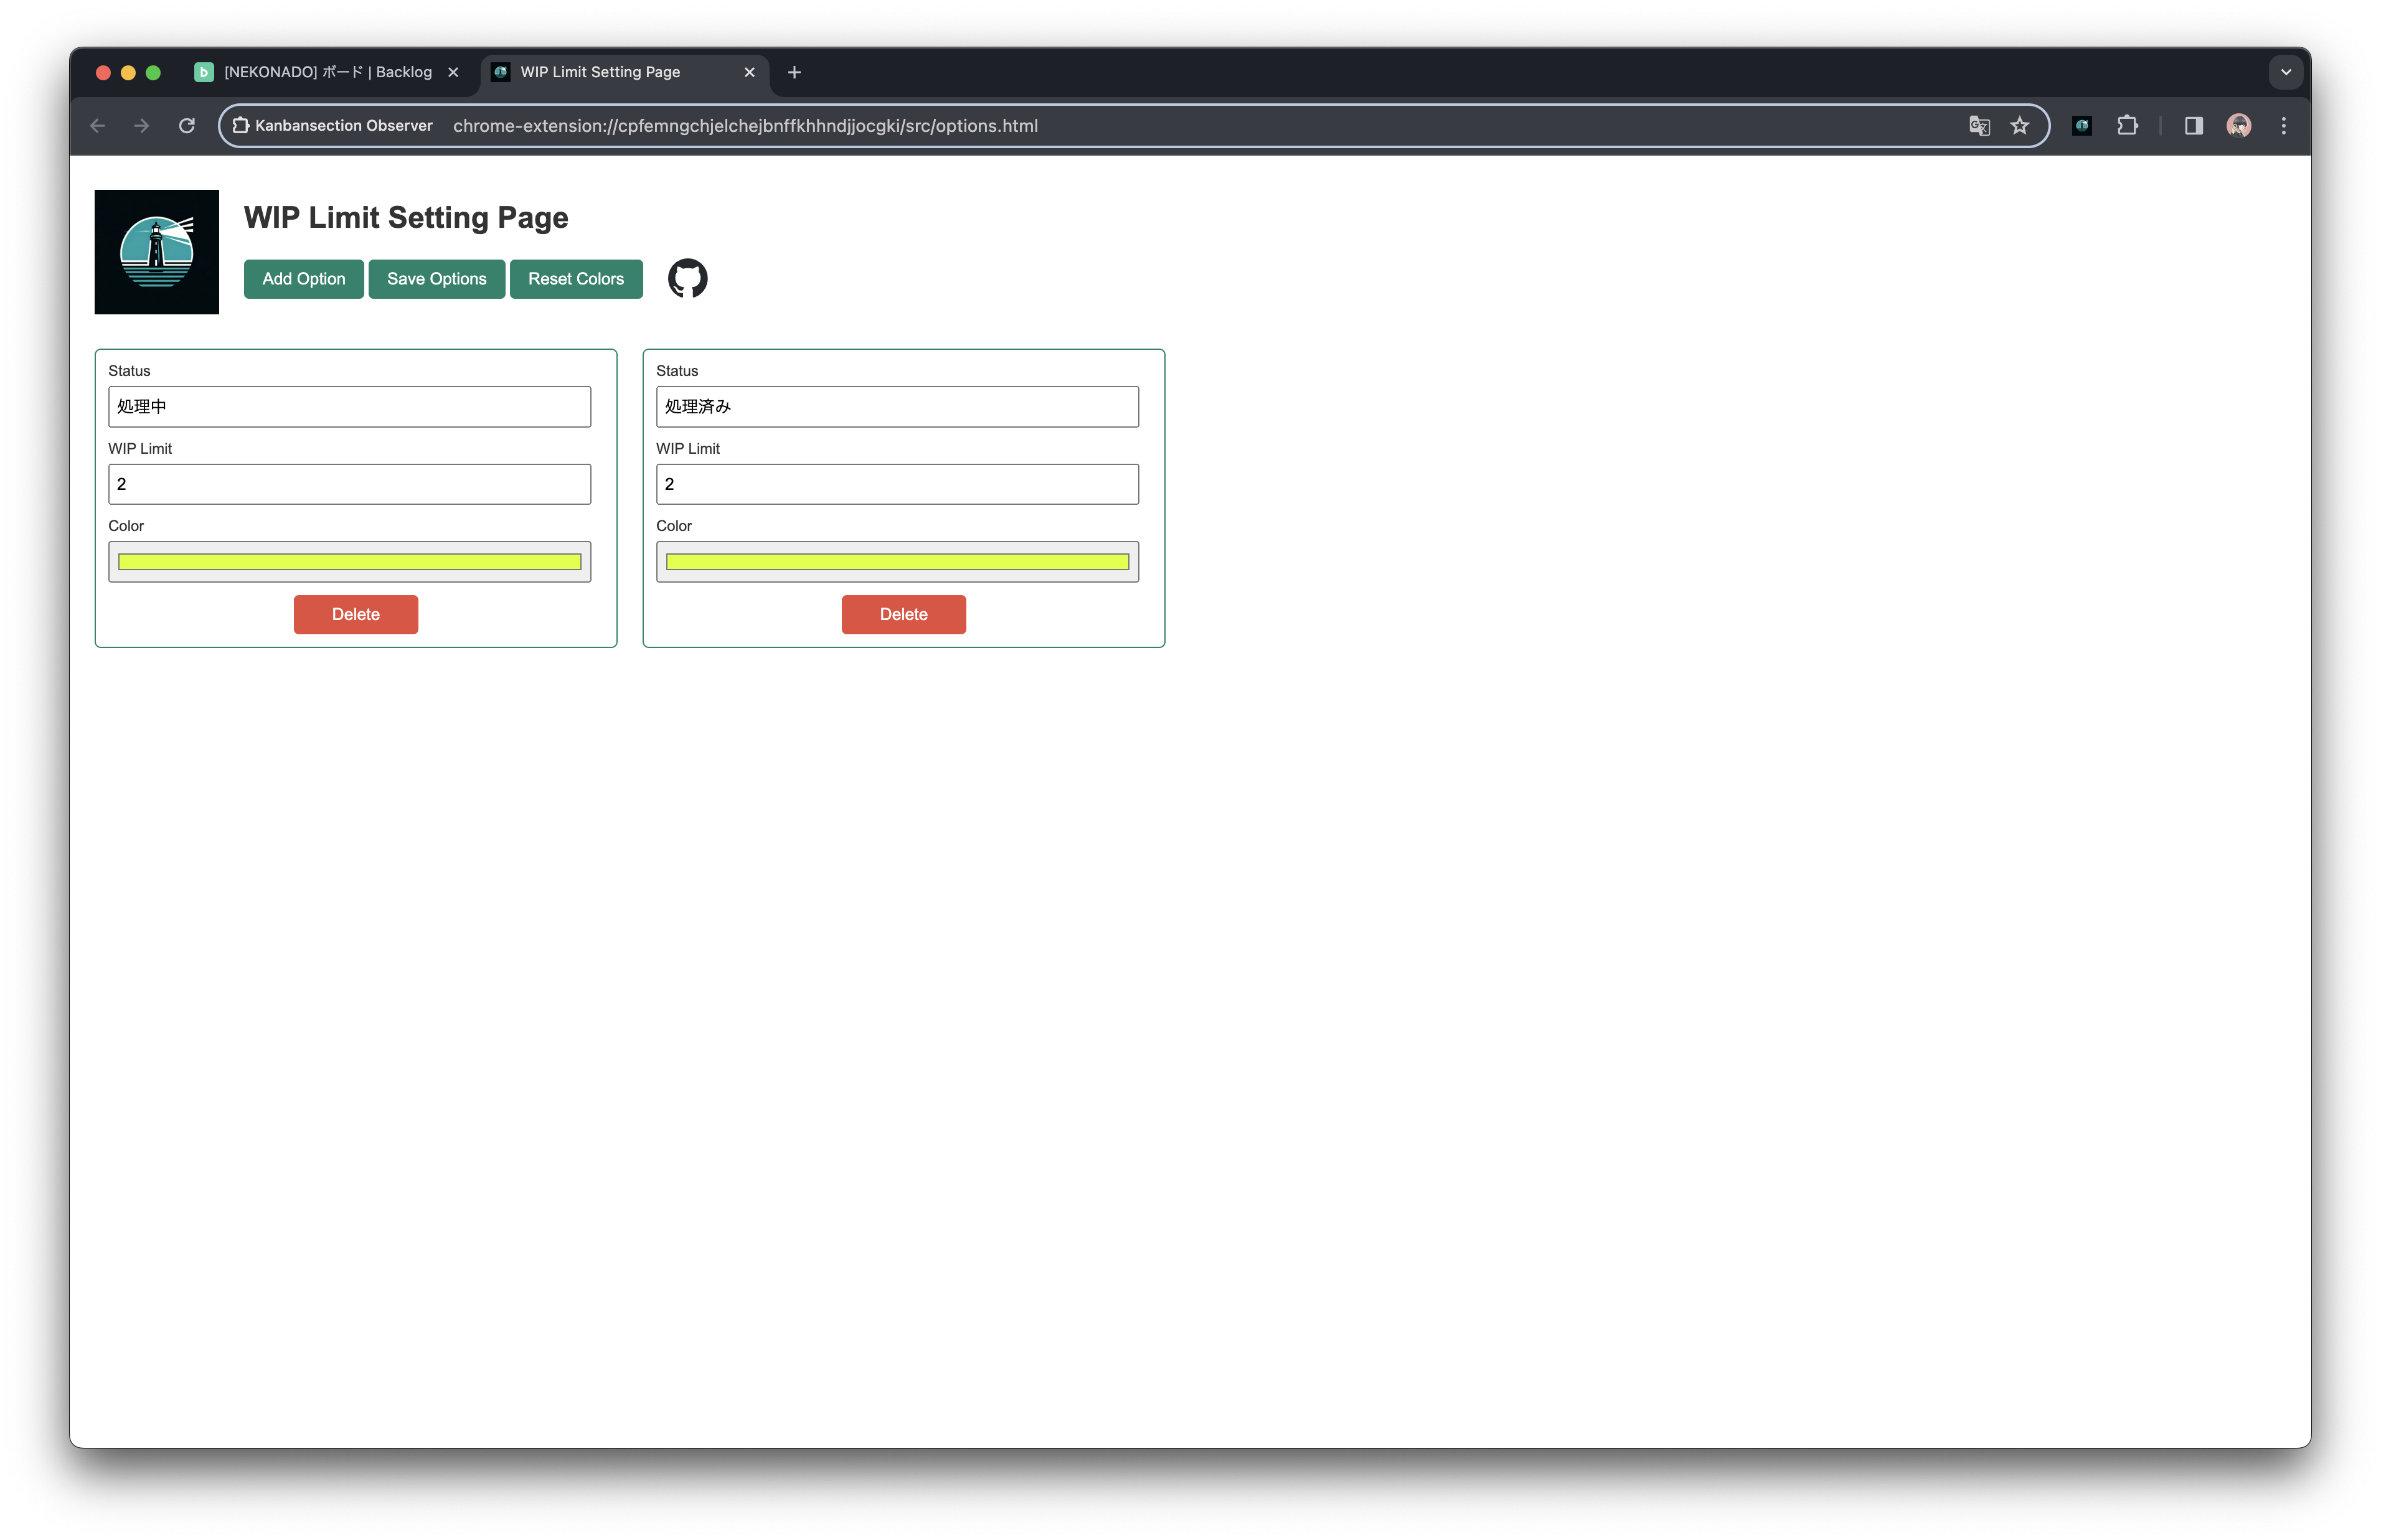 [NEKONADO] ボード | Backlog
WIP Limit Setting Page
Kanbansection Observer chrome-extension://cpfemngchjelchejbnffkhhndjjocgki/src/options.html
WIP Limit Setting Page
Add Option Save Options Reset Colors
Status
処理中
WIP Limit
2
Color
Delete
Status
処理済み
WIP Limit
2
Color
Delete